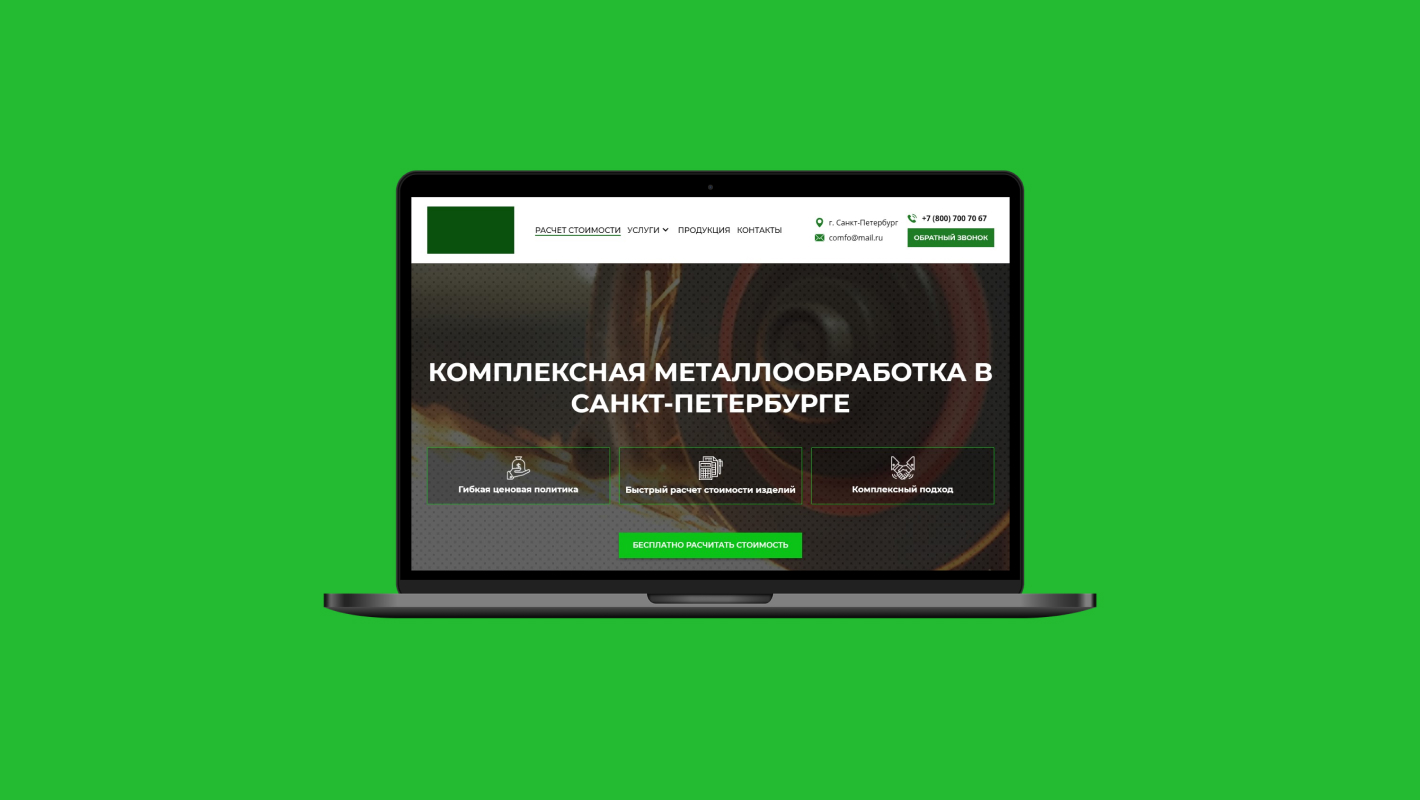 РАСЧЕТ СТОИМОСТИ УСЛУГИ ПРОДУКЦИЯ КОНТАКТЫ
г. Санкт-Петербург
comfo@mail.ru
+7 (800) 700 70 67
ОБРАТНЫЙ ЗВОНОК
КОМПЛЕКСНАЯ МЕТАЛЛООБРАБОТКА В
САНКТ-ПЕТЕРБУРГЕ
Гибкая ценовая политика
Быстрый расчет стоимости изделий
Комплексный подход
БЕСПЛАТНО РАСЧИТАТЬ СТОИМОСТЬ